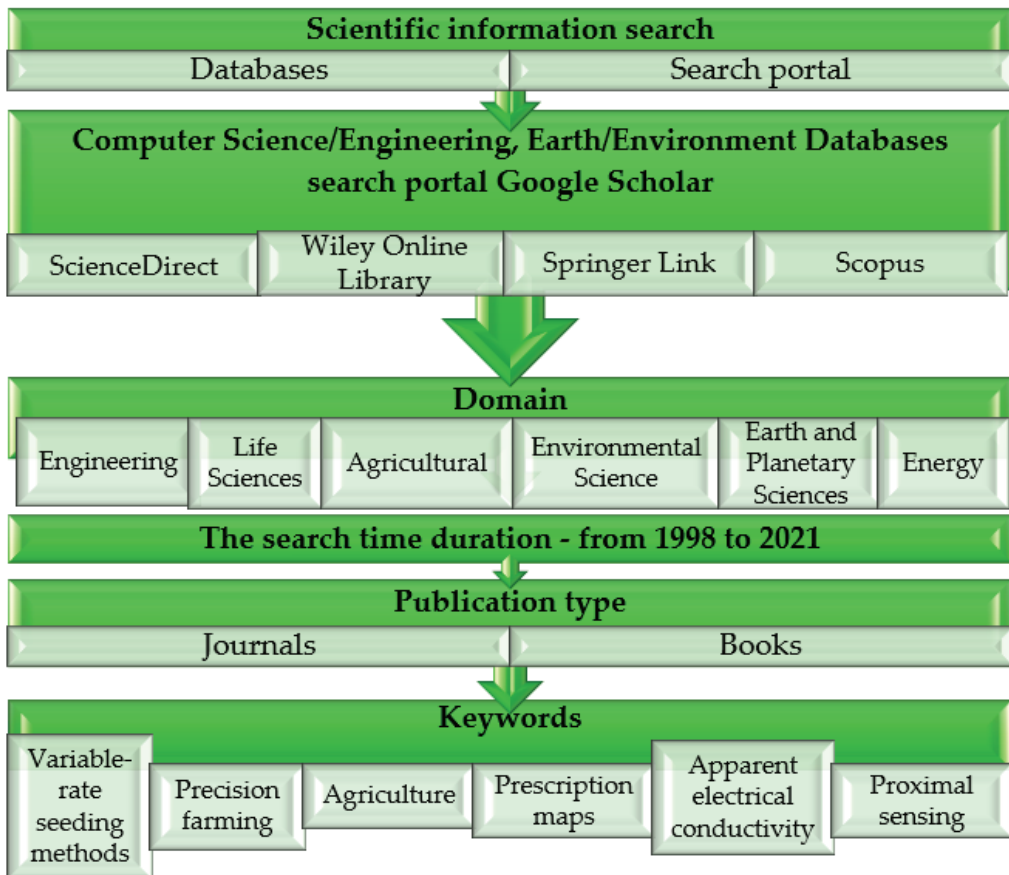 Scientific information search
Databases
Search portal
Computer Science/Engineering, Earth/Environment Databases
search portal Google Scholar
ScienceDirect
Wiley Online
Library
Springer Link
Scopus
Domain
Engineering
Life
Sciences
Agricultural
Environmental
Science
Earth and
Planetary
Sciences
Energy
The search time duration - from 1998 to 2021
Publication type
Journals
Books
Keywords
Variable-
rate
seeding
methods
Precision
farming
Agriculture
Prescription
maps
Apparent
electrical
conductivity
Proximal
sensing